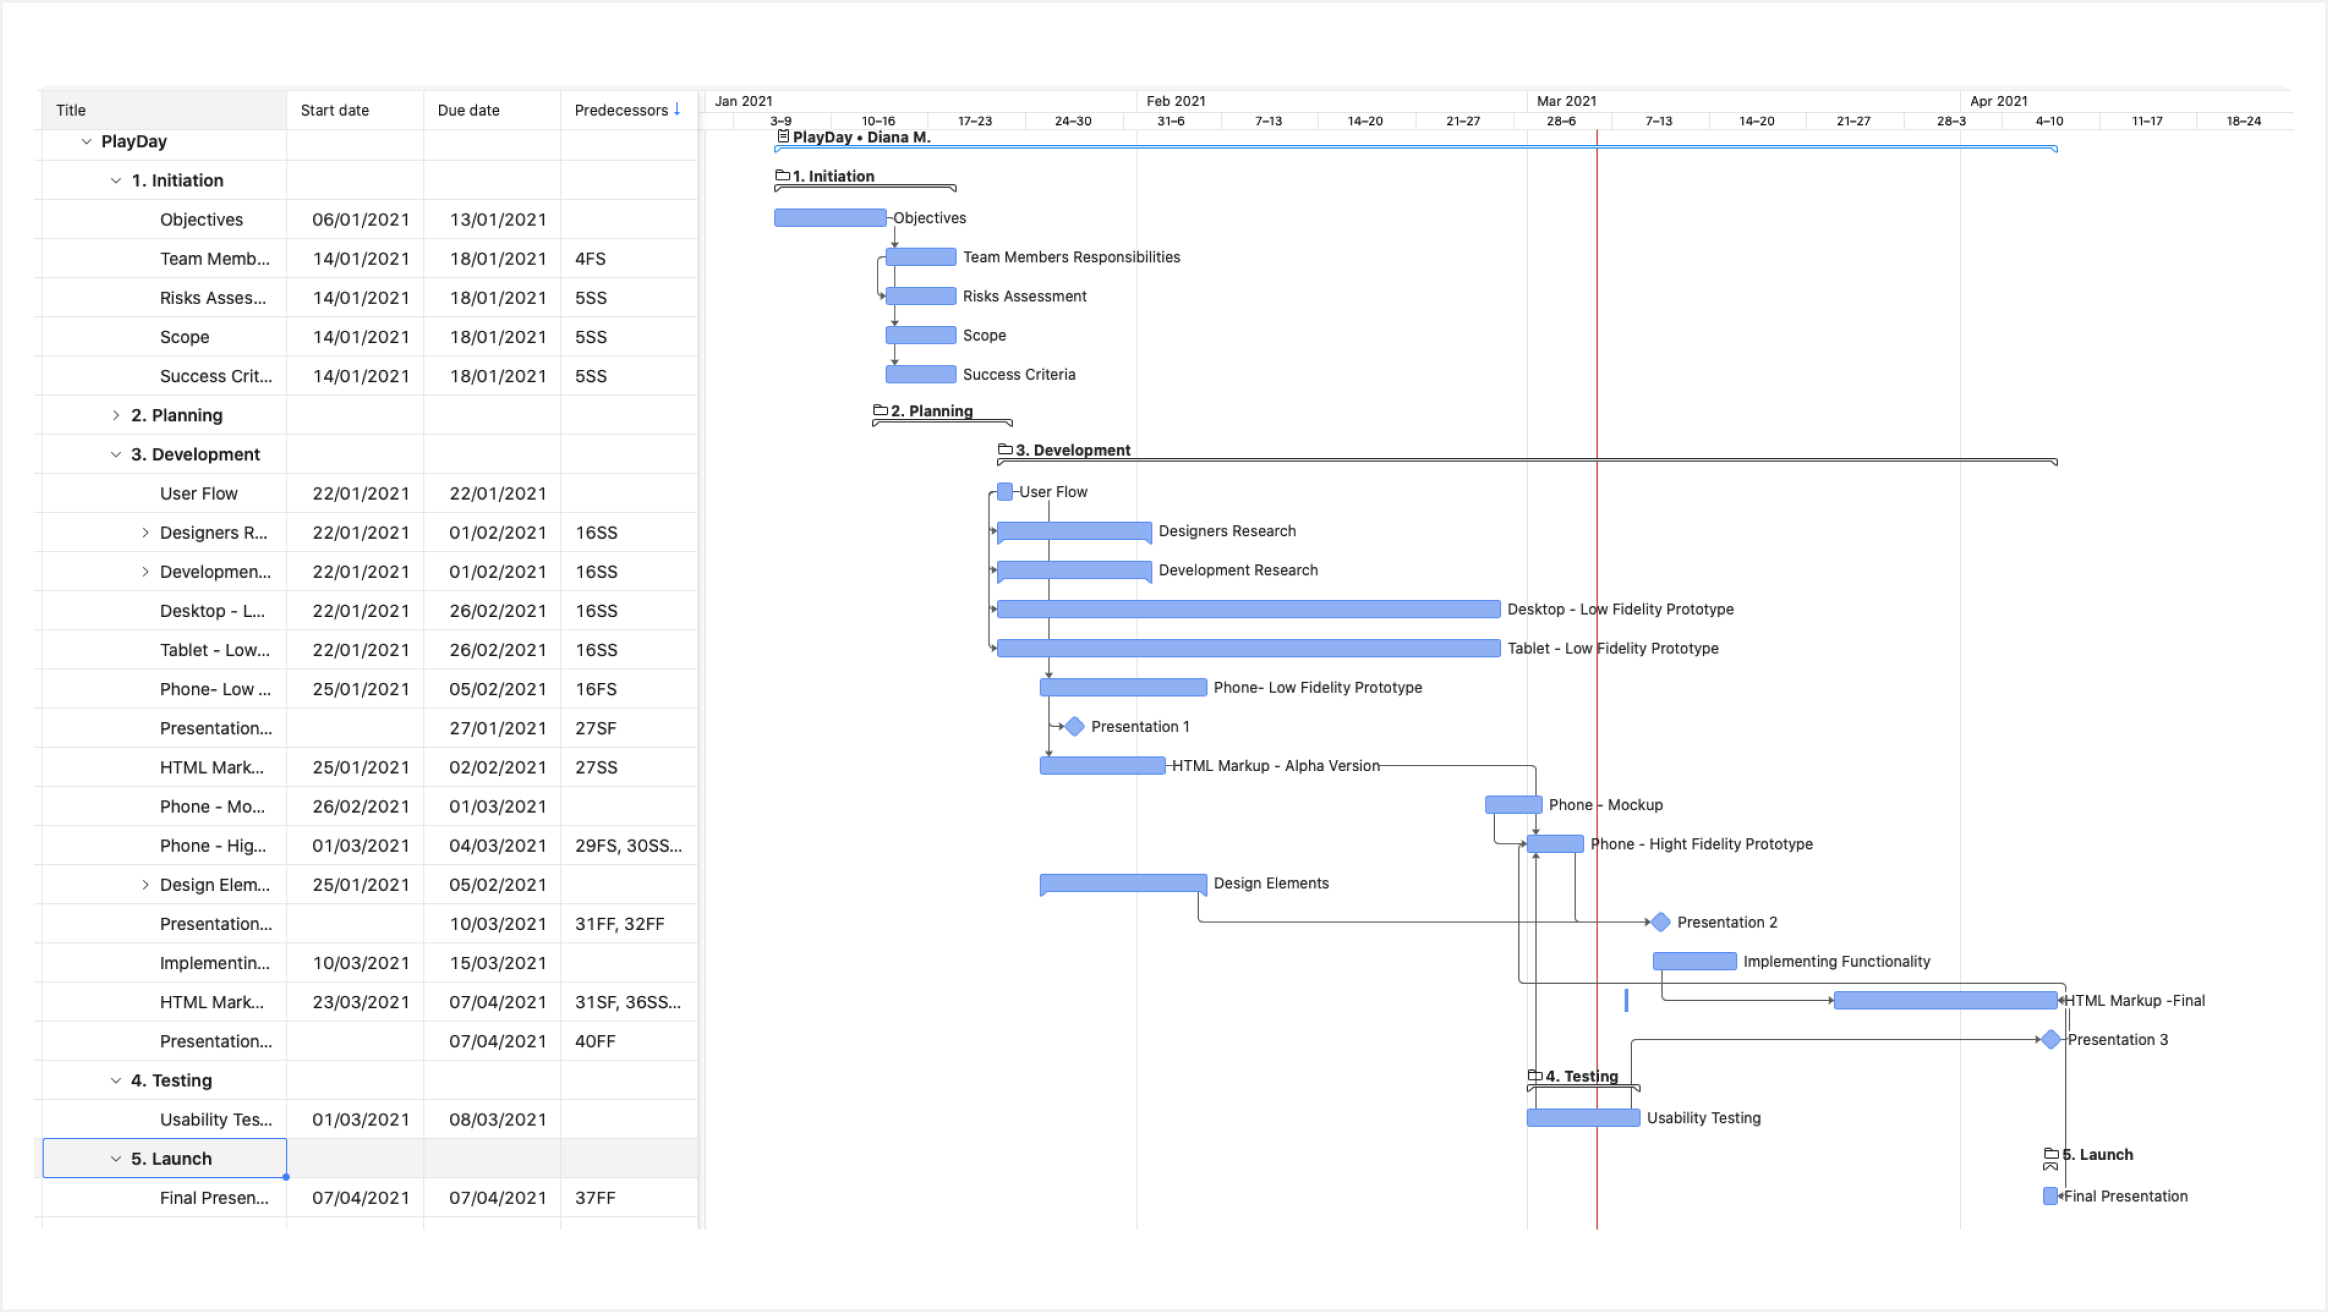 Title Start date Due date Predecessors ↓ Jan 2021 Feb 2021 Mar 2021 Apr 2021
3–9 10–16 17–23 24–30 31–6 7–13 14–20 21–27 28–6 7–13 14–20 21–27 28–3 4–10 11–17 18–24
PlayDay PlayDay • Diana M.
1. Initiation 1. Initiation
Objectives 06/01/2021 13/01/2021 Objectives
Team Memb... 14/01/2021 18/01/2021 4FS Team Members Responsibilities
Risks Asses... 14/01/2021 18/01/2021 5SS Risks Assessment
Scope 14/01/2021 18/01/2021 5SS Scope
Success Crit... 14/01/2021 18/01/2021 5SS Success Criteria
2. Planning 2. Planning
3. Development 3. Development
User Flow 22/01/2021 22/01/2021 User Flow
Designers R... 22/01/2021 01/02/2021 16SS Designers Research
Developmen... 22/01/2021 01/02/2021 16SS Development Research
Desktop - L... 22/01/2021 26/02/2021 16SS Desktop - Low Fidelity Prototype
Tablet - Low... 22/01/2021 26/02/2021 16SS Tablet - Low Fidelity Prototype
Phone- Low ... 25/01/2021 05/02/2021 16FS Phone- Low Fidelity Prototype
Presentation... 27/01/2021 27SF Presentation 1
HTML Mark... 25/01/2021 02/02/2021 27SS HTML Markup - Alpha Version
Phone - Mo... 26/02/2021 01/03/2021 Phone - Mockup
Phone - Hig... 01/03/2021 04/03/2021 29FS, 30SS... Phone - Hight Fidelity Prototype
Design Elem... 25/01/2021 05/02/2021 Design Elements
Presentation... 10/03/2021 31FF, 32FF Presentation 2
Implementin... 10/03/2021 15/03/2021 Implementing Functionality
HTML Mark... 23/03/2021 07/04/2021 31SF, 36SS... HTML Markup -Final
Presentation... 07/04/2021 40FF Presentation 3
4. Testing 4. Testing
Usability Tes... 01/03/2021 08/03/2021 Usability Testing
5. Launch 5. Launch
Final Presen... 07/04/2021 07/04/2021 37FF Final Presentation